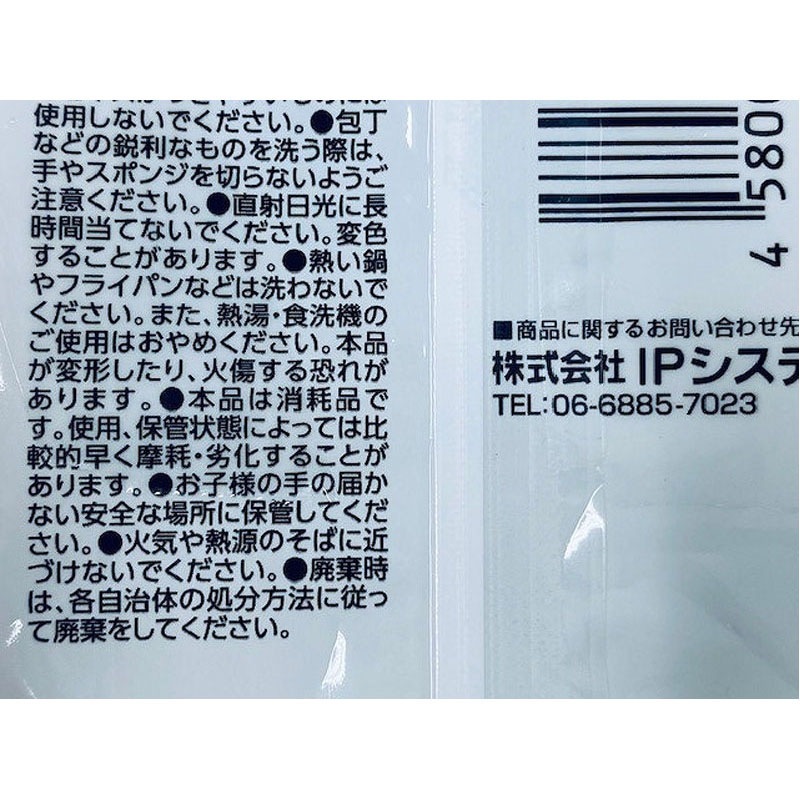 使用しないでください。●包丁
などの鋭利なものを洗う際は、
手やスポンジを切らないようご
注意ください。●直射日光に長
時間当てないでください。変色
することがあります。●熱い鍋
やフライパンなどは洗わないで
ください。また、熱湯・食洗機の
ご使用はおやめください。本品
が変形したり、火傷する恐れが
あります。●本品は消耗品で
す。使用、保管状態によっては比
較的早く摩耗・劣化することが
あります。●お子様の手の届か
ない安全な場所に保管してくだ
さい。●火気や熱源のそばに近
づけないでください。●廃棄時
は、各自治体の処分方法に従っ
て廃棄をしてください。
4 580
■商品に関するお問い合わせ先
株式会社 IPシステ
TEL:06-6885-7023